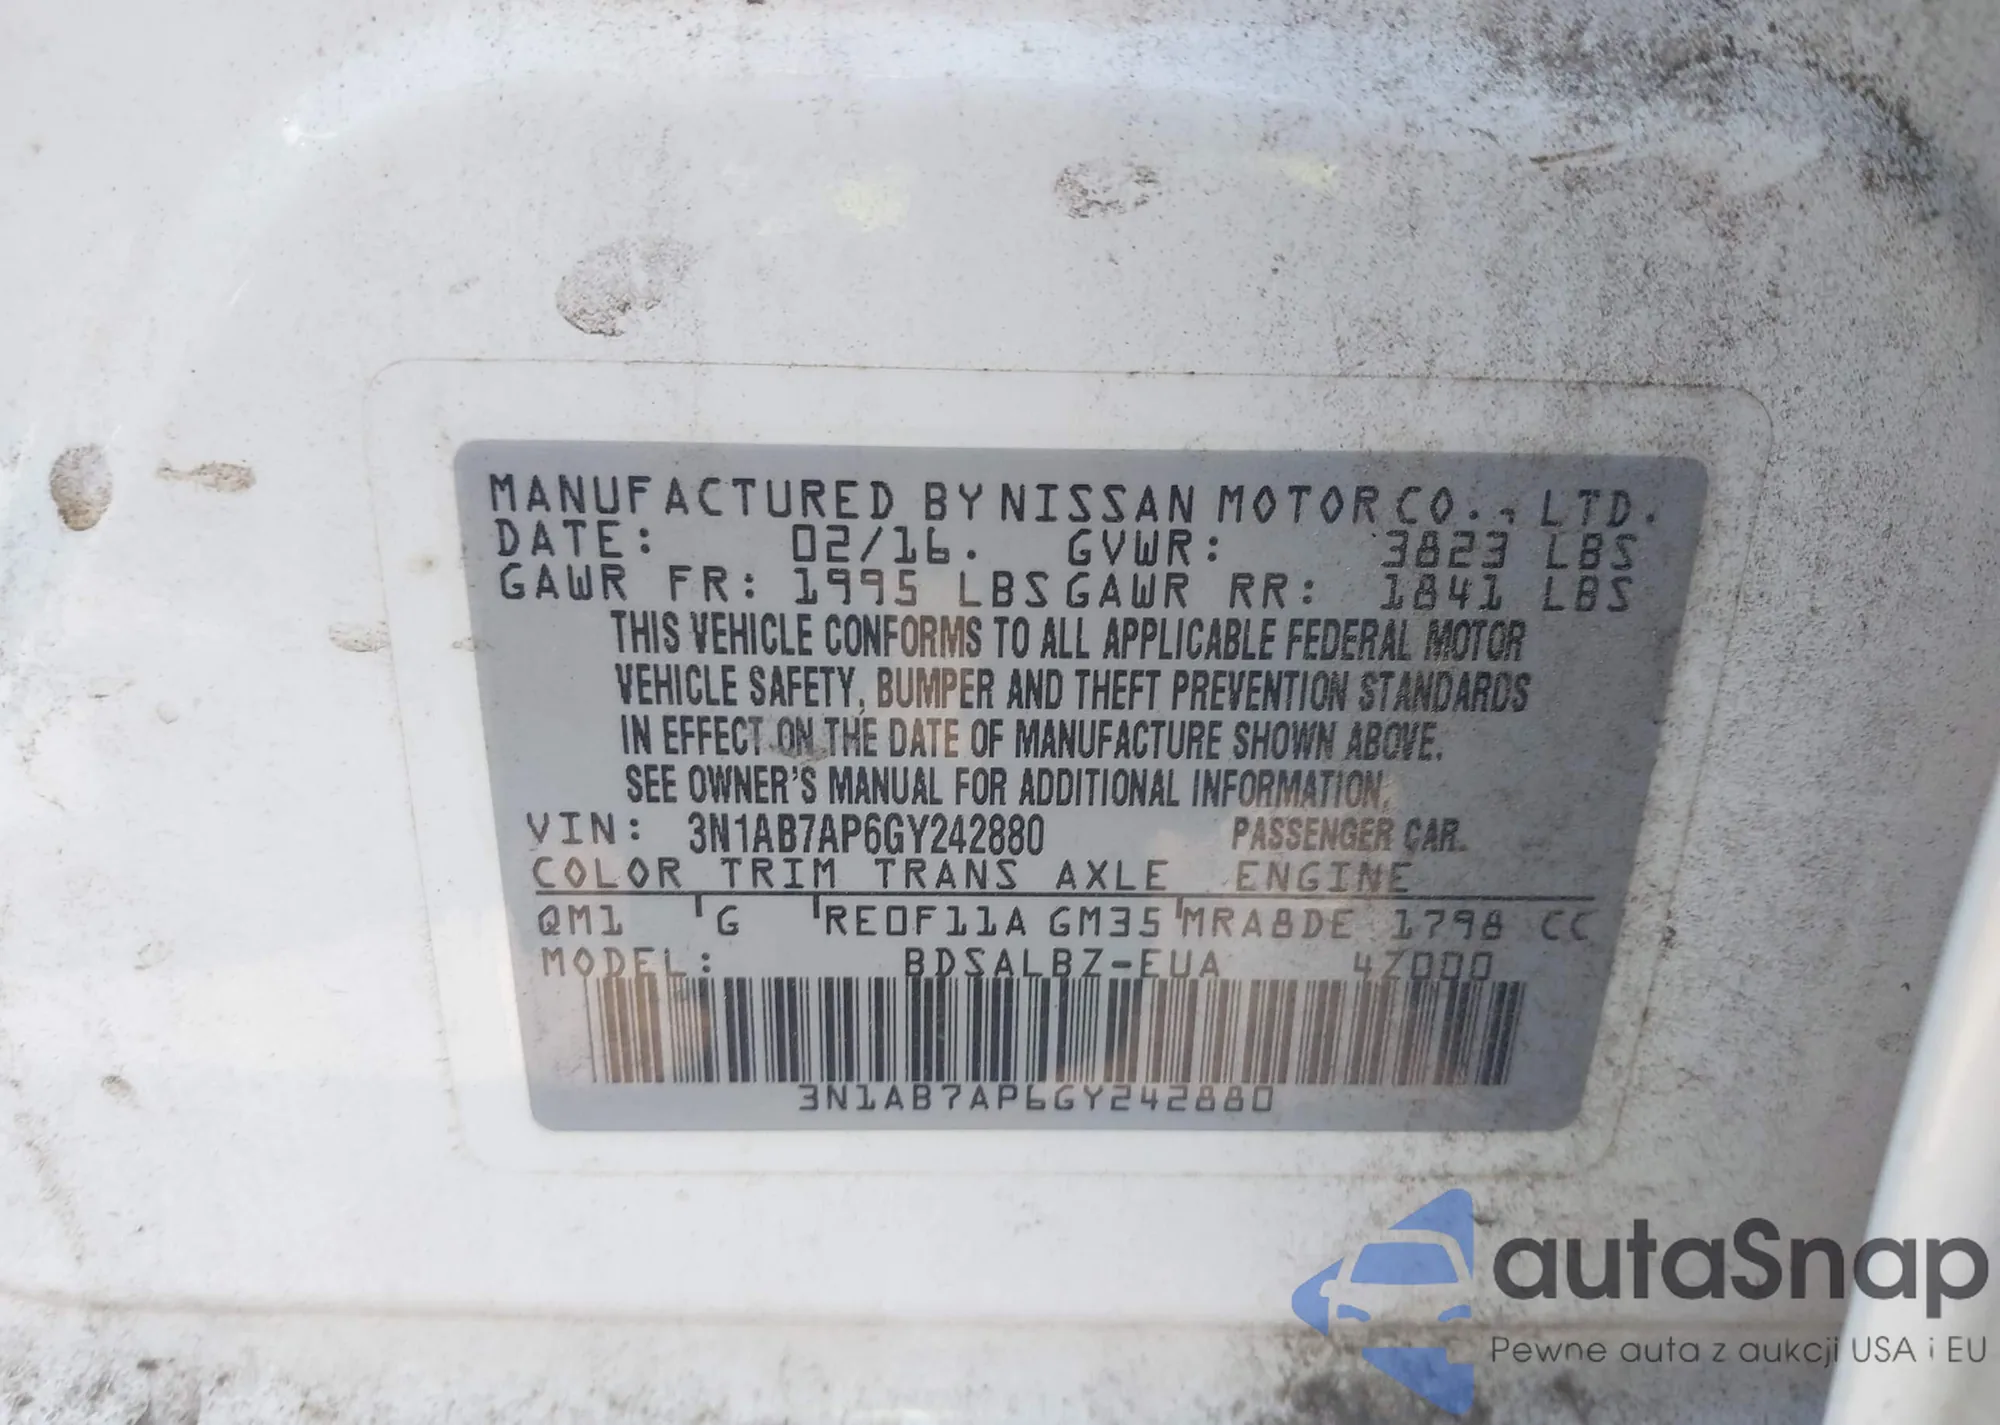 MANUFACTURED BY NISSAN MOTOR CO., LTD.
DATE: 02/16. GVWR: 3823 LBS
GAWR FR: 1995 LBS GAWR RR: 1841 LBS
THIS VEHICLE CONFORMS TO ALL APPLICABLE FEDERAL MOTOR
VEHICLE SAFETY, BUMPER AND THEFT PREVENTION STANDARDS
IN EFFECT ON THE DATE OF MANUFACTURE SHOWN ABOVE.
SEE OWNER'S MANUAL FOR ADDITIONAL INFORMATION.
VIN: 3N1AB7AP6GY242880 PASSENGER CAR.
COLOR TRIM TRANS AXLE ENGINE
QM1 G RE0F11A GM35 MRA8DE 1798 CC
MODEL: BDSALBZ-EUA 4Z000
3N1AB7AP6GY242880
autaSnap
Pewne auta z aukcji USA i EU